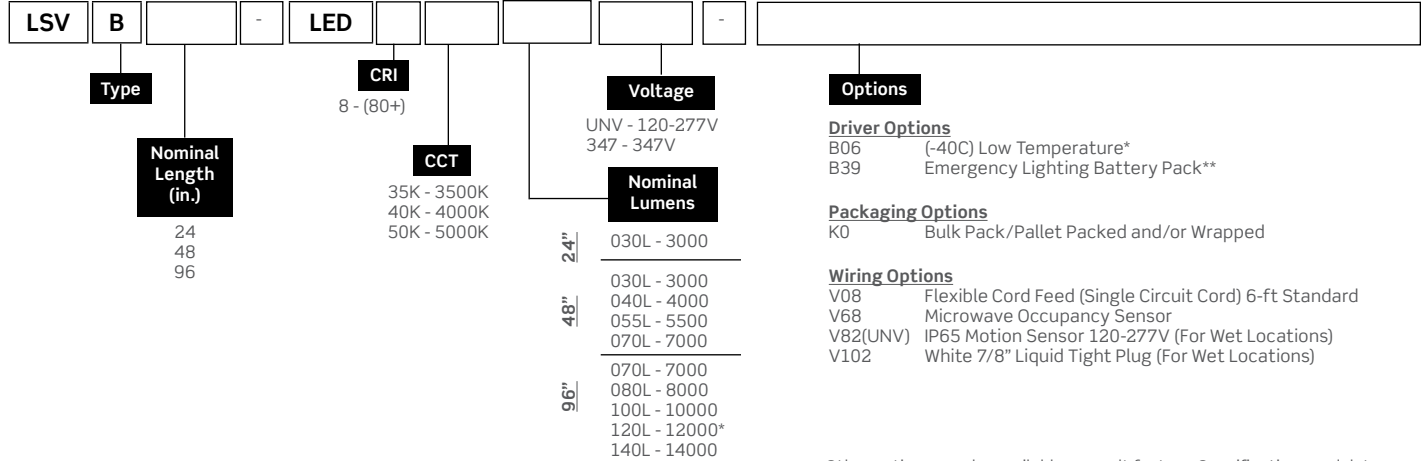 LSV B - LED -
Type
Nominal
Length
(in.)
24
48
96
CRI
8 - (80+)
CCT
35K - 3500K
40K - 4000K
50K - 5000K
Voltage
UNV - 120-277V
347 - 347V
Nominal
Lumens
24"
030L - 3000
48"
030L - 3000
040L - 4000
055L - 5500
070L - 7000
96"
070L - 7000
080L - 8000
100L - 10000
120L - 12000*
140L - 14000
Options
Driver Options
B06 (-40C) Low Temperature*
B39 Emergency Lighting Battery Pack**
Packaging Options
K0 Bulk Pack/Pallet Packed and/or Wrapped
Wiring Options
V08 Flexible Cord Feed (Single Circuit Cord) 6-ft Standard
V68 Microwave Occupancy Sensor
V82(UNV) IP65 Motion Sensor 120-277V (For Wet Locations)
V102 White 7/8" Liquid Tight Plug (For Wet Locations)